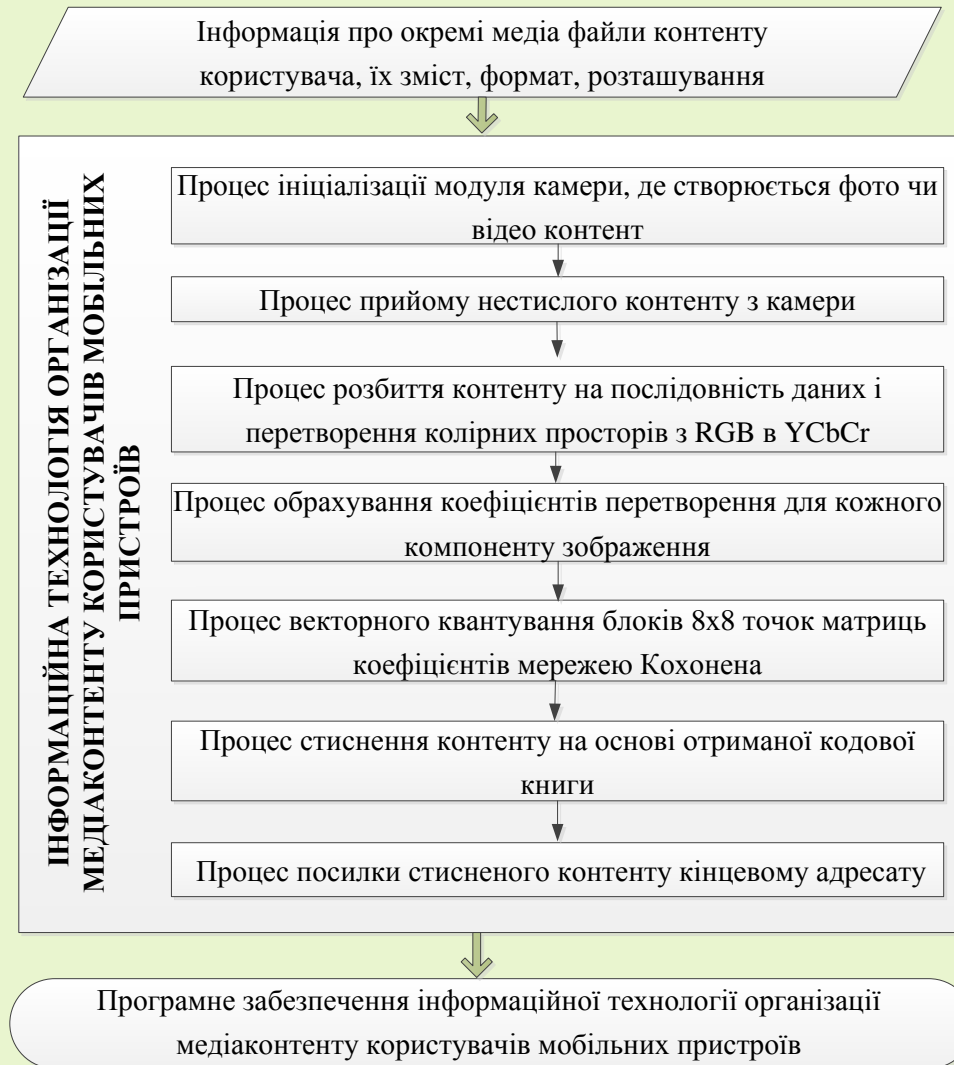 Інформація про окремі медіа файли контенту
користувача, їх зміст, формат, розташування
ІНФОРМАЦІЙНА ТЕХНОЛОГІЯ ОРГАНІЗАЦІЇ
МЕДІАКОНТЕНТУ КОРИСТУВАЧІВ МОБІЛЬНИХ
ПРИСТРОЇВ
Процес ініціалізації модуля камери, де створюється фото чи
відео контент
Процес прийому нестислого контенту з камери
Процес розбиття контенту на послідовність даних і
перетворення колірних просторів з RGB в YCbCr
Процес обрахування коефіцієнтів перетворення для кожного
компоненту зображення
Процес векторного квантування блоків 8x8 точок матриць
коефіцієнтів мережею Кохонена
Процес стиснення контенту на основі отриманої кодової
книги
Процес посилки стисненого контенту кінцевому адресату
Програмне забезпечення інформаційної технології організації
медіаконтенту користувачів мобільних пристроїв